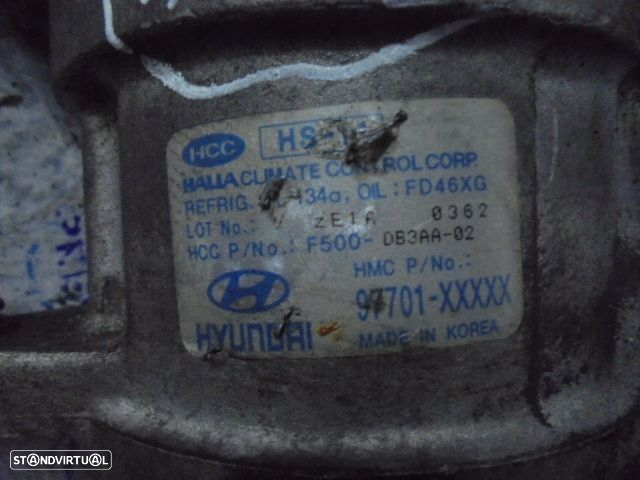 HCC
HALLA CLIMATE CONTROL CORP.
REFRIG. 134a, OIL : FD46XG
LOT No.: ZE1A 0362
HCC P/No.: F500- DB3AA-02
HMC P/No.:
97701-XXXXX
HYUNDAI
MADE IN KOREA
STANDVIRTUAL